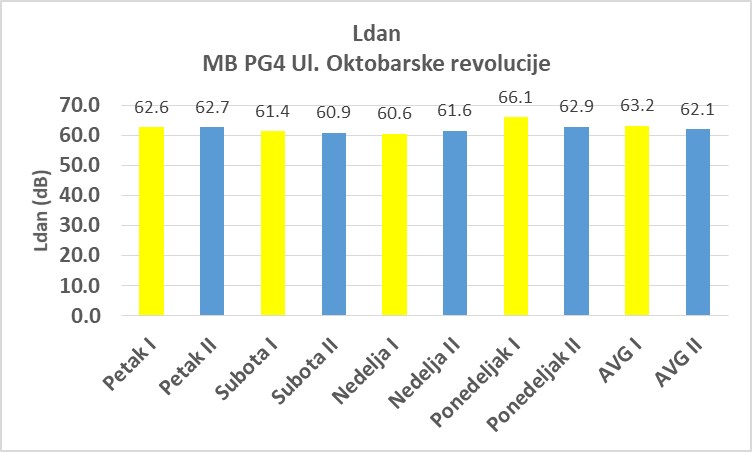 Ldan
MB PG4 Ul. Oktobarske revolucije
Ldan (dB)
70.0
60.0
50.0
40.0
30.0
20.0
10.0
0.0
62.6
62.7
61.4
60.9
60.6
61.6
66.1
62.9
63.2
62.1
Petak I
Petak II
Subota I
Subota II
Nedelja I
Nedelja II
Ponedeljak I
Ponedeljak II
AVG I
AVG II